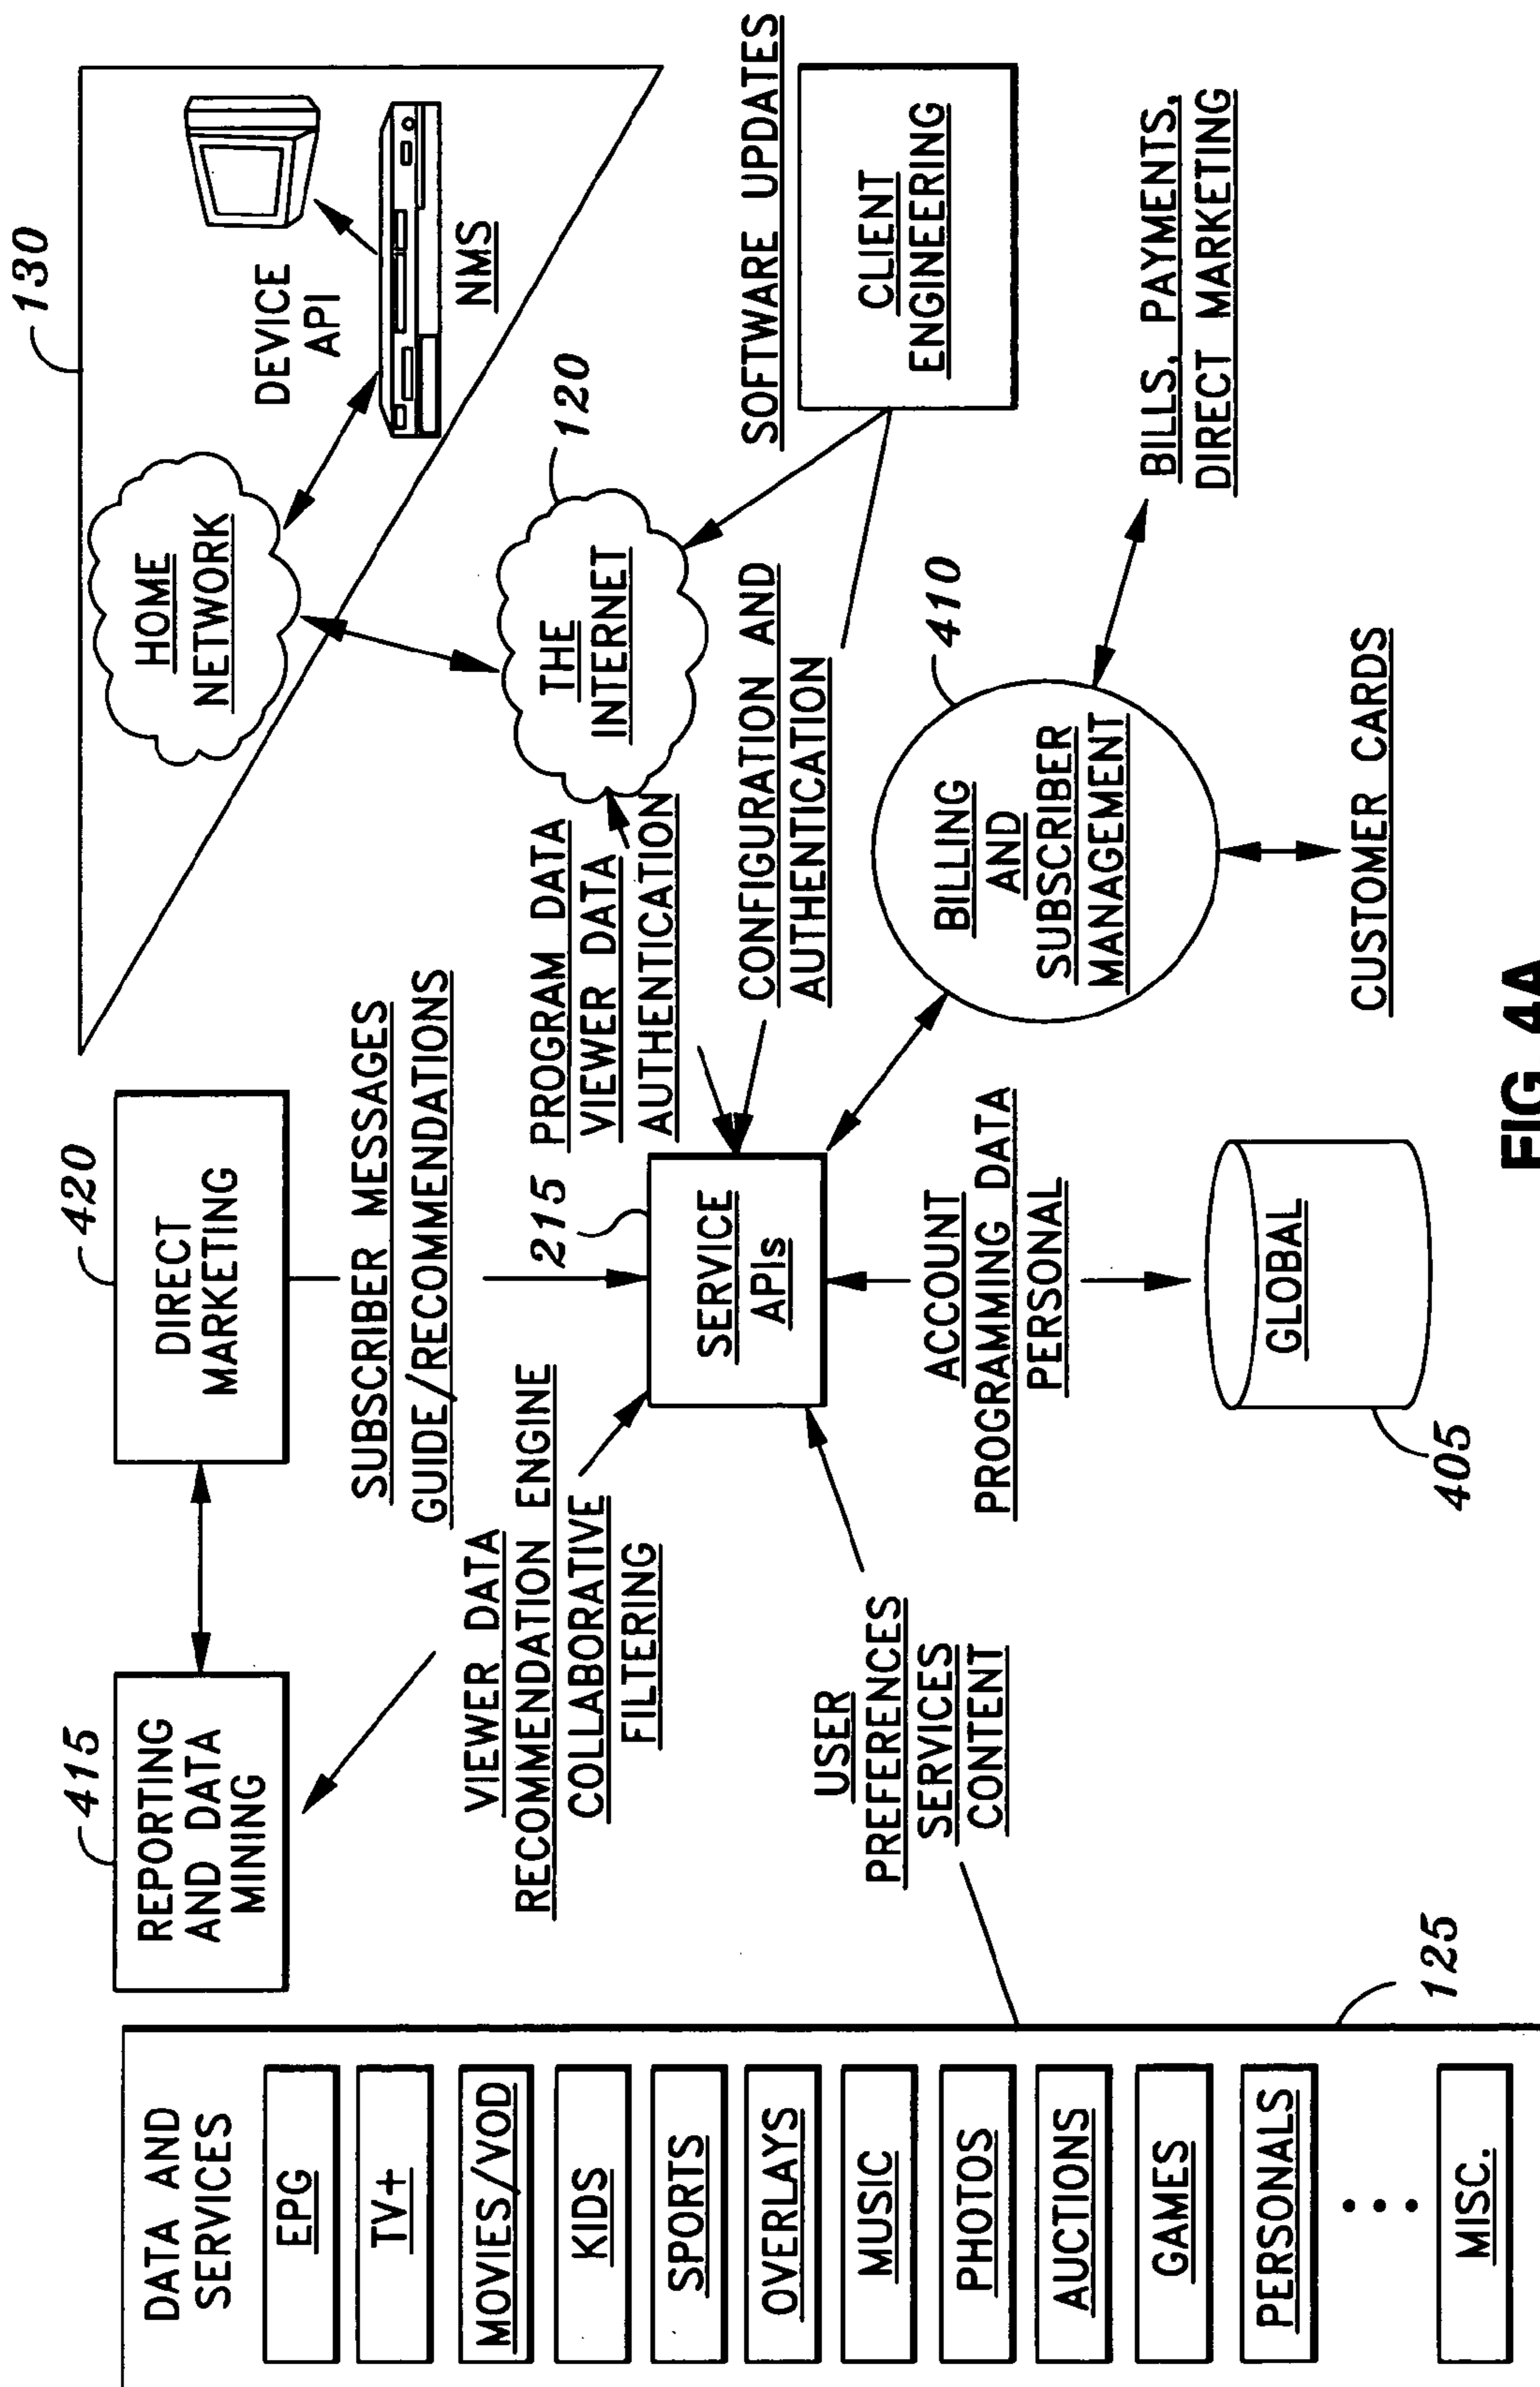 DATA AND
SERVICES
EPG
TV+
MOVIES/VOD
KIDS
SPORTS
OVERLAYS
MUSIC
PHOTOS
AUCTIONS
GAMES
PERSONALS
MISC.
125
415
REPORTING
AND DATA
MINING
420
DIRECT
MARKETING
SUBSCRIBER MESSAGES
GUIDE/RECOMMENDATIONS
VIEWER DATA
RECOMMENDATION ENGINE
COLLABORATIVE
FILTERING
USER
PREFERENCES
SERVICES
CONTENT
215
SERVICE
APIs
ACCOUNT
PROGRAMMING DATA
PERSONAL
GLOBAL
405
PROGRAM DATA
VIEWER DATA
AUTHENTICATION
CONFIGURATION AND
AUTHENTICATION
410
BILLING
AND
SUBSCRIBER
MANAGEMENT
CUSTOMER CARDS
BILLS, PAYMENTS,
DIRECT MARKETING
130
HOME
NETWORK
DEVICE
API
NMS
120
THE
INTERNET
SOFTWARE UPDATES
CLIENT
ENGINEERING
FIG. 4A